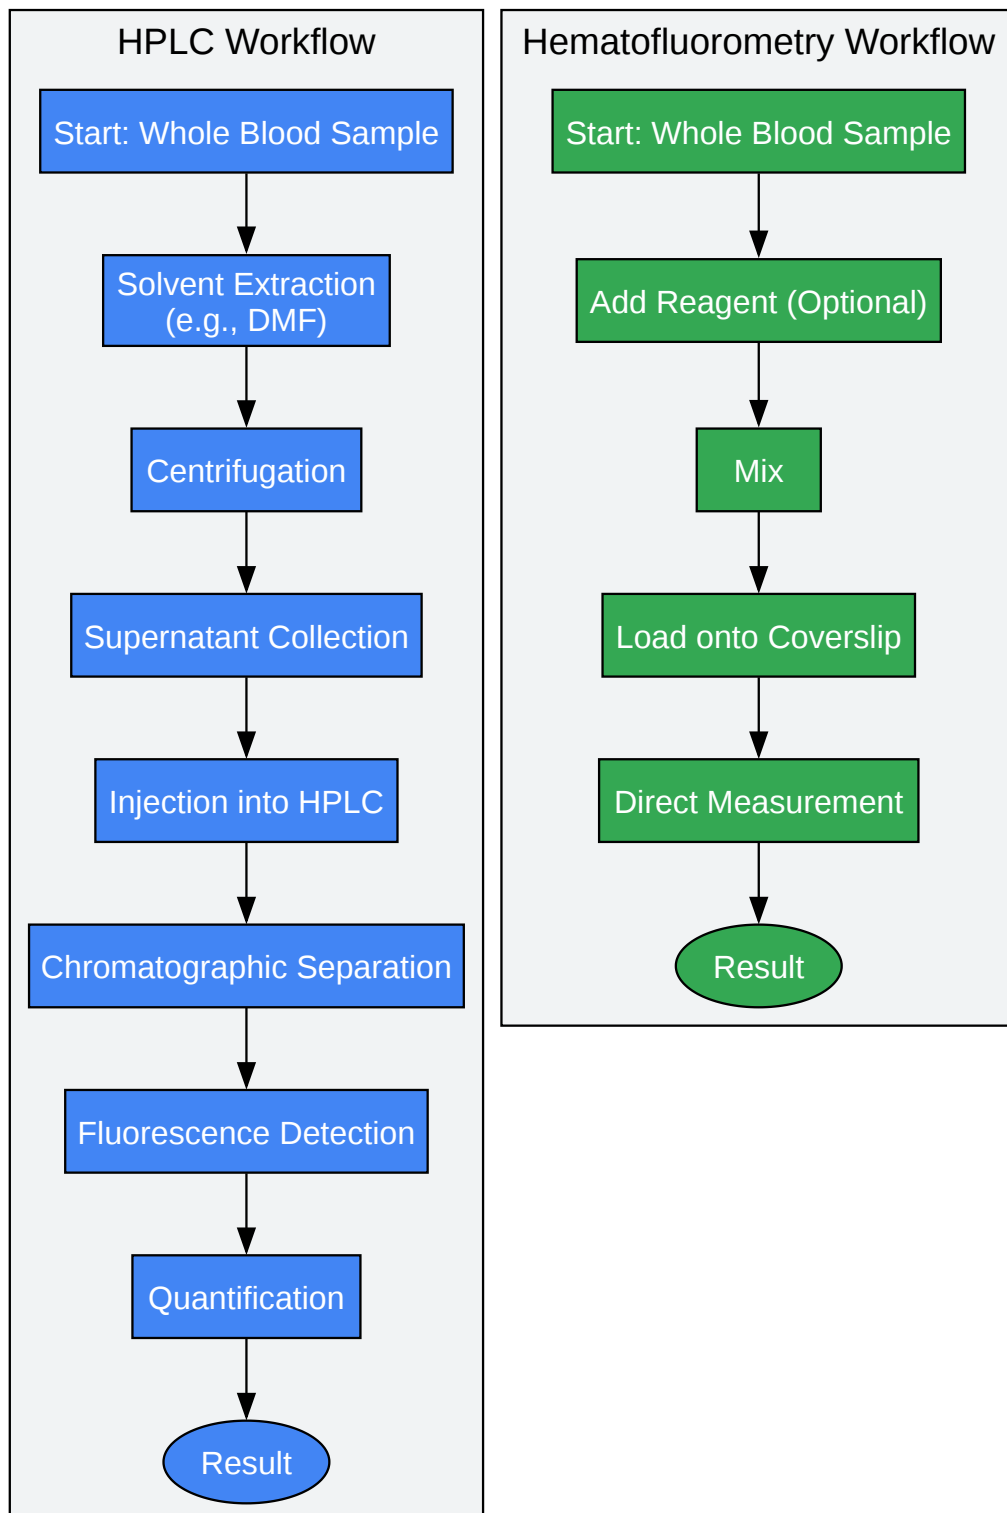 HPLC Workflow
Start: Whole Blood Sample
Solvent Extraction
(e.g., DMF)
Centrifugation
Supernatant Collection
Injection into HPLC
Chromatographic Separation
Fluorescence Detection
Quantification
Result
Hematofluorometry Workflow
Start: Whole Blood Sample
Add Reagent (Optional)
Mix
Load onto Coverslip
Direct Measurement
Result